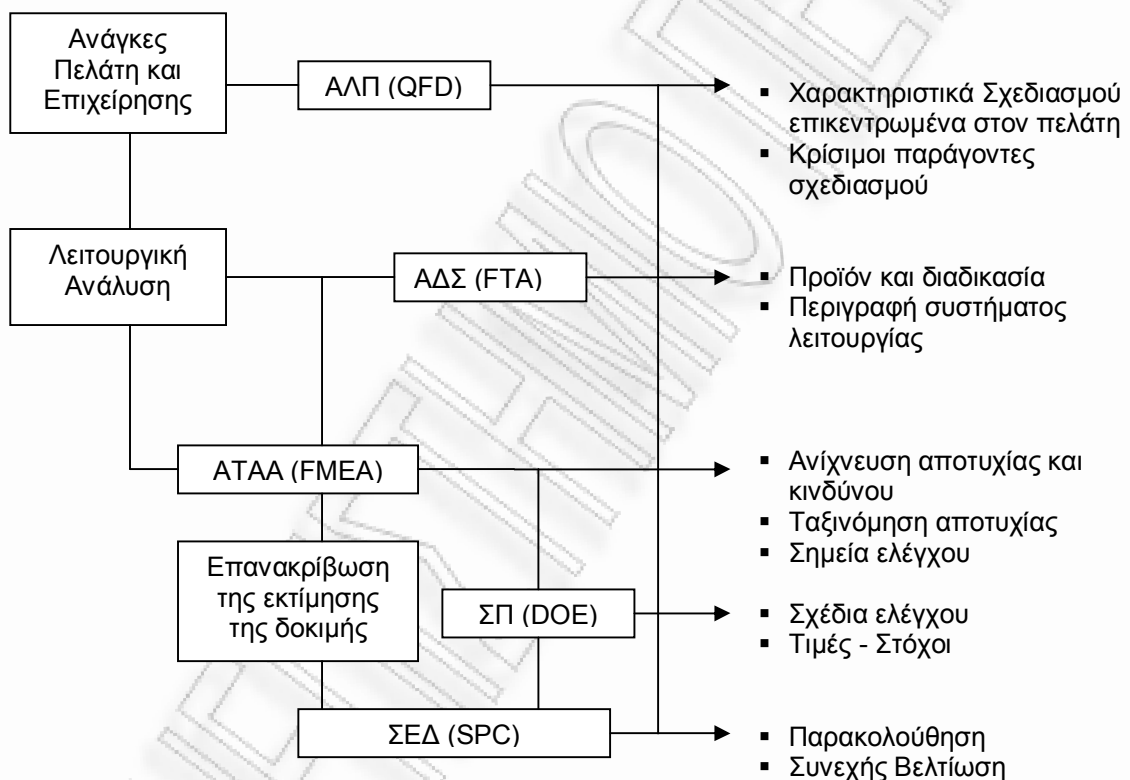 Ανάγκες
Πελάτη και
Επιχείρησης
ΑΛΠ (QFD)
▪ Χαρακτηριστικά Σχεδιασμού
επικεντρωμένα στον πελάτη
▪ Κρίσιμοι παράγοντες
σχεδιασμού
Λειτουργική
Ανάλυση
ΑΔΣ (FTA)
▪ Προϊόν και διαδικασία
▪ Περιγραφή συστήματος
λειτουργίας
ΑΤΑΑ (FMEA)
▪ Ανίχνευση αποτυχίας και
κινδύνου
▪ Ταξινόμηση αποτυχίας
▪ Σημεία ελέγχου
Επανακρίβωση
της εκτίμησης
της δοκιμής
ΣΠ (DOE)
▪ Σχέδια ελέγχου
▪ Τιμές - Στόχοι
ΣΕΔ (SPC)
▪ Παρακολούθηση
▪ Συνεχής Βελτίωση